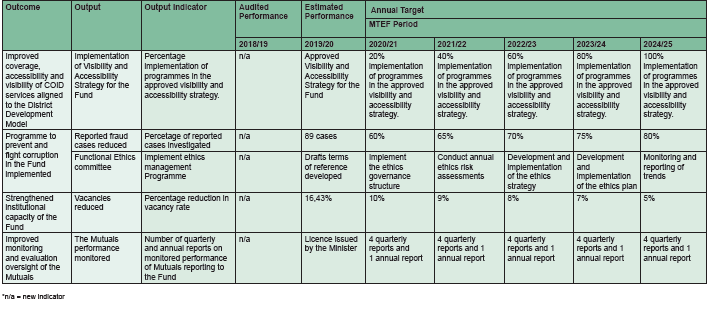 Outcome Output Output Indicator Audited Performance Estimated Performance Annual Target
MTEF Period
2018/19 2019/20 2020/21 2021/22 2022/23 2023/24 2024/25
Improved coverage, accessibility and visibility of COID services aligned to the District Development Model
Implementation of Visibility and Accessibility Strategy for the Fund
Percentage Implementation of programmes in the approved visibility and accessibility strategy.
n/a
Approved Visibility and Accessibility Strategy for the Fund
20% Implementation of programmes in the approved visibility and accessibility strategy.
40% Implementation of programmes in the approved visibility and accessibility strategy.
60% Implementation of programmes in the approved visibility and accessibility strategy.
80% Implementation of programmes in the approved visibility and accessibility strategy.
100% Implementation of programmes in the approved visibility and accessibility strategy.
Programme to prevent and fight corruption in the Fund Implemented
Reported fraud cases reduced
Percetage of reported cases investigated
n/a
89 cases
60%
65%
70%
75%
80%
Functional Ethics committee
Implement ethics management Programme
n/a
Drafts terms of reference developed
Implement the ethics governance structure
Conduct annual ethics risk assessments
Development and implementation of the ethics strategy
Development and implementation of the ethics plan
Monitoring and reporting of trends
Strengthened institutional capacity of the Fund
Vacancies reduced
Percentage reduction in vacancy rate
n/a
16,43%
10%
9%
8%
7%
5%
Improved monitoring and evaluation oversight of the Mutuals
The Mutuals performance monitored
Number of quarterly and annual reports on monitored performance of Mutuals reporting to the Fund
n/a
Licence issued by the Minister
4 quarterly reports and 1 annual report
4 quarterly reports and 1 annual report
4 quarterly reports and 1 annual report
4 quarterly reports and 1 annual report
4 quarterly reports and 1 annual report
*n/a = new indicator